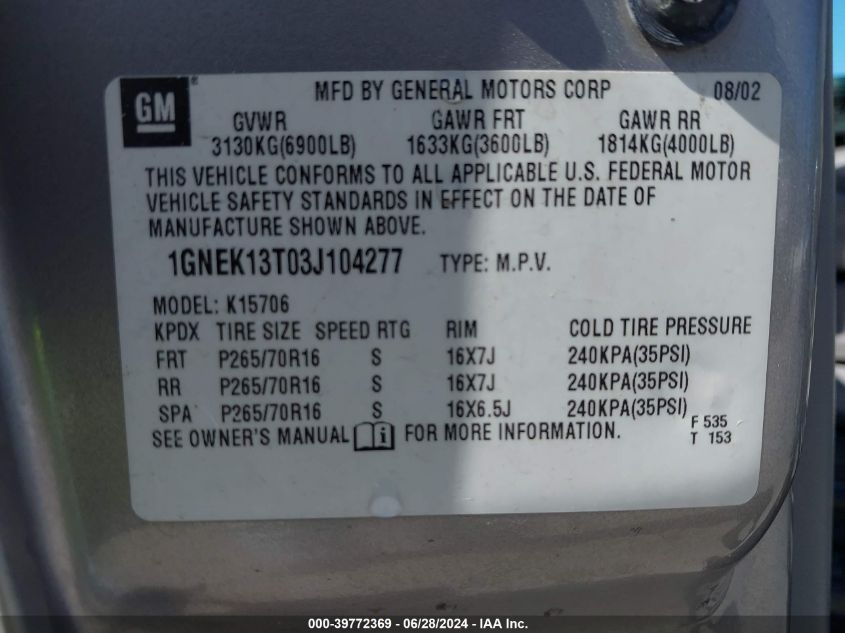 GM ® MFD BY GENERAL MOTORS CORP 08/02
GVWR GAWR FRT GAWR RR
3130KG(6900LB) 1633KG(3600LB) 1814KG(4000LB)
THIS VEHICLE CONFORMS TO ALL APPLICABLE U.S. FEDERAL MOTOR
VEHICLE SAFETY STANDARDS IN EFFECT ON THE DATE OF
MANUFACTURE SHOWN ABOVE.
1GNEK13T03J104277 TYPE: M.P.V.
MODEL: K15706
KPDX TIRE SIZE SPEED RTG RIM COLD TIRE PRESSURE
FRT P265/70R16 S 16X7J 240KPA(35PSI)
RR P265/70R16 S 16X7J 240KPA(35PSI)
SPA P265/70R16 S 16X6.5J 240KPA(35PSI)
SEE OWNER'S MANUAL i FOR MORE INFORMATION. F 535
T 153
000-39772369 / 06/28/2024 - IAA Inc.